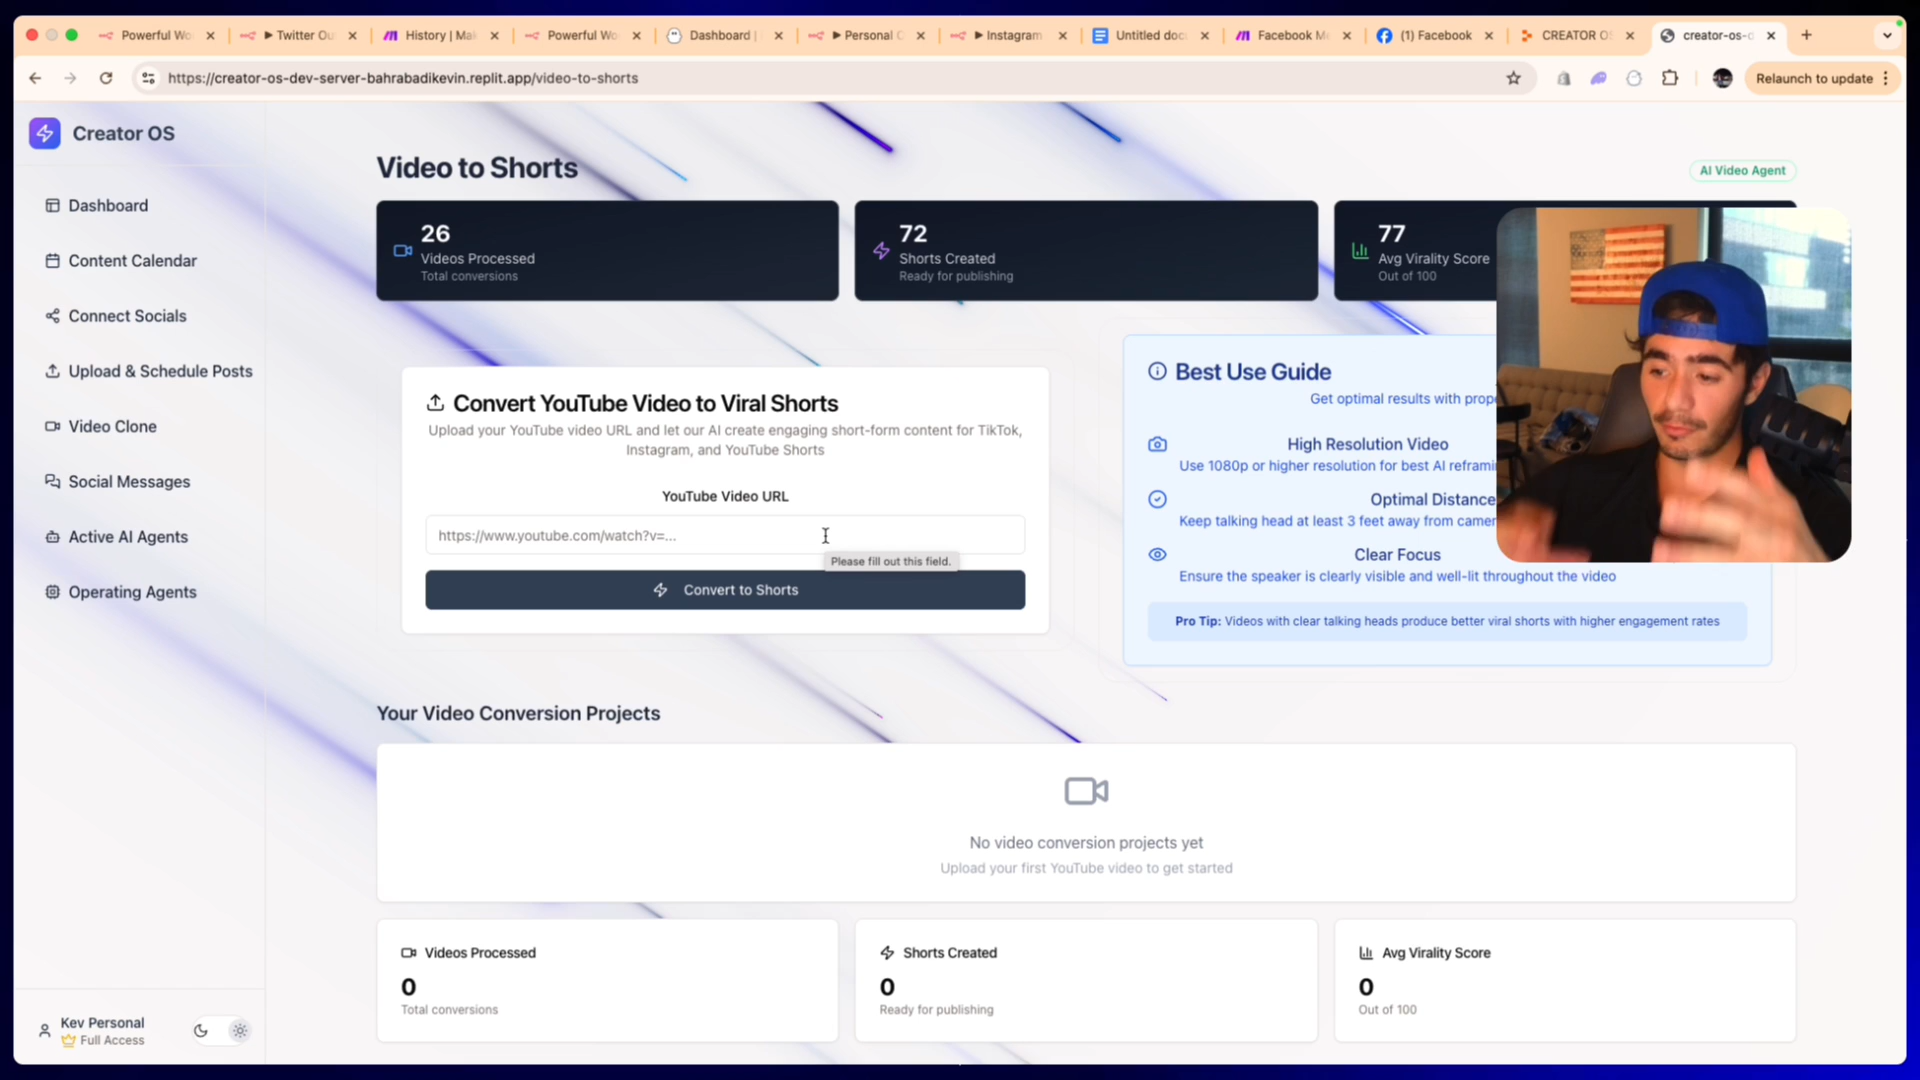 Powerful Wo
Twitter Ou
History | Mak
Powerful Wo
Dashboard |
Personal C
Instagram
Untitled doc
Facebook Me
(1) Facebook
CREATOR OS
creator-os-d
https://creator-os-dev-server-bahrabadikevin.replit.app/video-to-shorts
Relaunch to update
Creator OS
Dashboard
Content Calendar
Connect Socials
Upload & Schedule Posts
Video Clone
Social Messages
Active AI Agents
Operating Agents
Kev Personal
Full Access
Video to Shorts
AI Video Agent
26
Videos Processed
Total conversions
72
Shorts Created
Ready for publishing
77
Avg Virality Score
Out of 100
Convert YouTube Video to Viral Shorts
Upload your YouTube video URL and let our AI create engaging short-form content for TikTok,
Instagram, and YouTube Shorts
YouTube Video URL
https://www.youtube.com/watch?v=...
Please fill out this field.
Convert to Shorts
Best Use Guide
Get optimal results with prope
High Resolution Video
Use 1080p or higher resolution for best AI reframi
Optimal Distance
Keep talking head at least 3 feet away from camer
Clear Focus
Ensure the speaker is clearly visible and well-lit throughout the video
Pro Tip: Videos with clear talking heads produce better viral shorts with higher engagement rates
Your Video Conversion Projects
No video conversion projects yet
Upload your first YouTube video to get started
Videos Processed
0
Total conversions
Shorts Created
0
Ready for publishing
Avg Virality Score
0
Out of 100